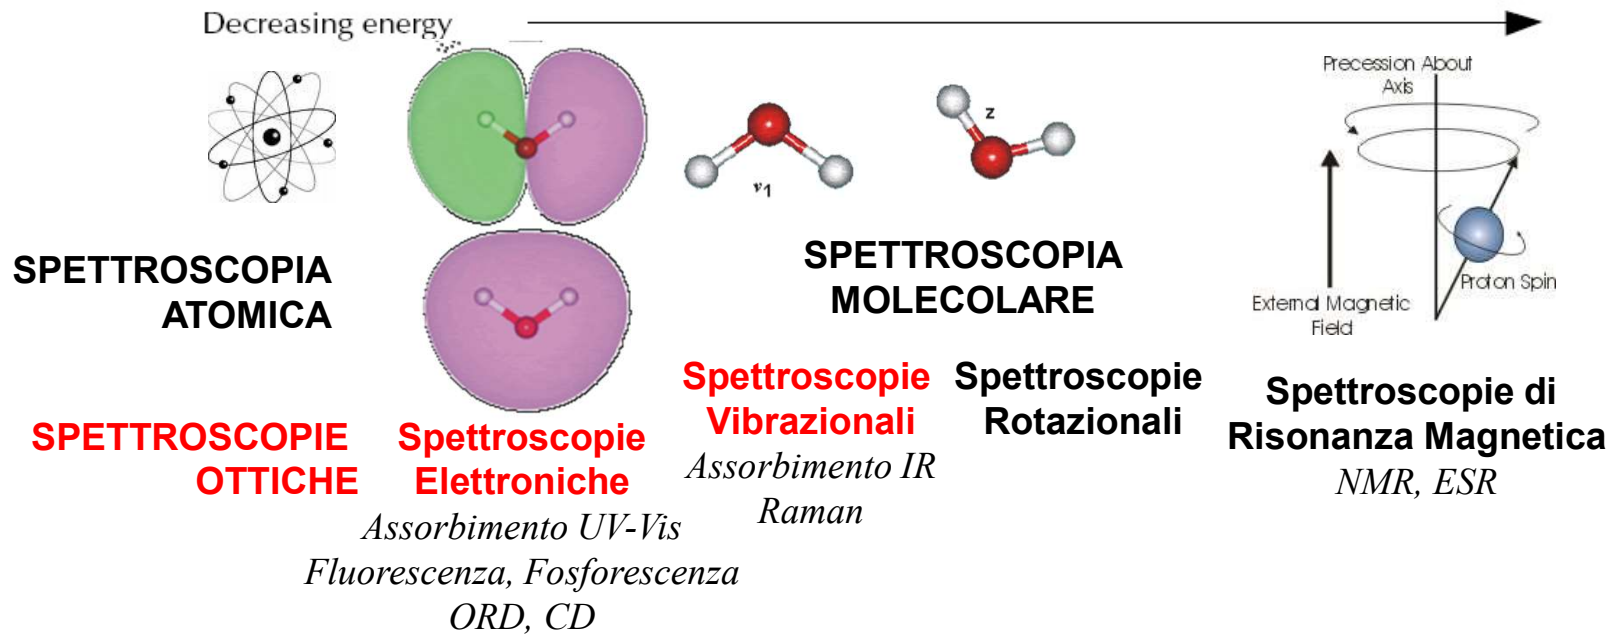 Decreasing energy
Precession About
Axis
z
ν1
SPETTROSCOPIA
ATOMICA
SPETTROSCOPIA
MOLECOLARE
Proton Spin
External Magnetic
Field
SPETTROSCOPIE
OTTICHE
Spettroscopie
Elettroniche
Assorbimento UV-Vis
Fluorescenza, Fosforescenza
ORD, CD
Spettroscopie
Vibrazionali
Assorbimento IR
Raman
Spettroscopie
Rotazionali
Spettroscopie di
Risonanza Magnetica
NMR, ESR